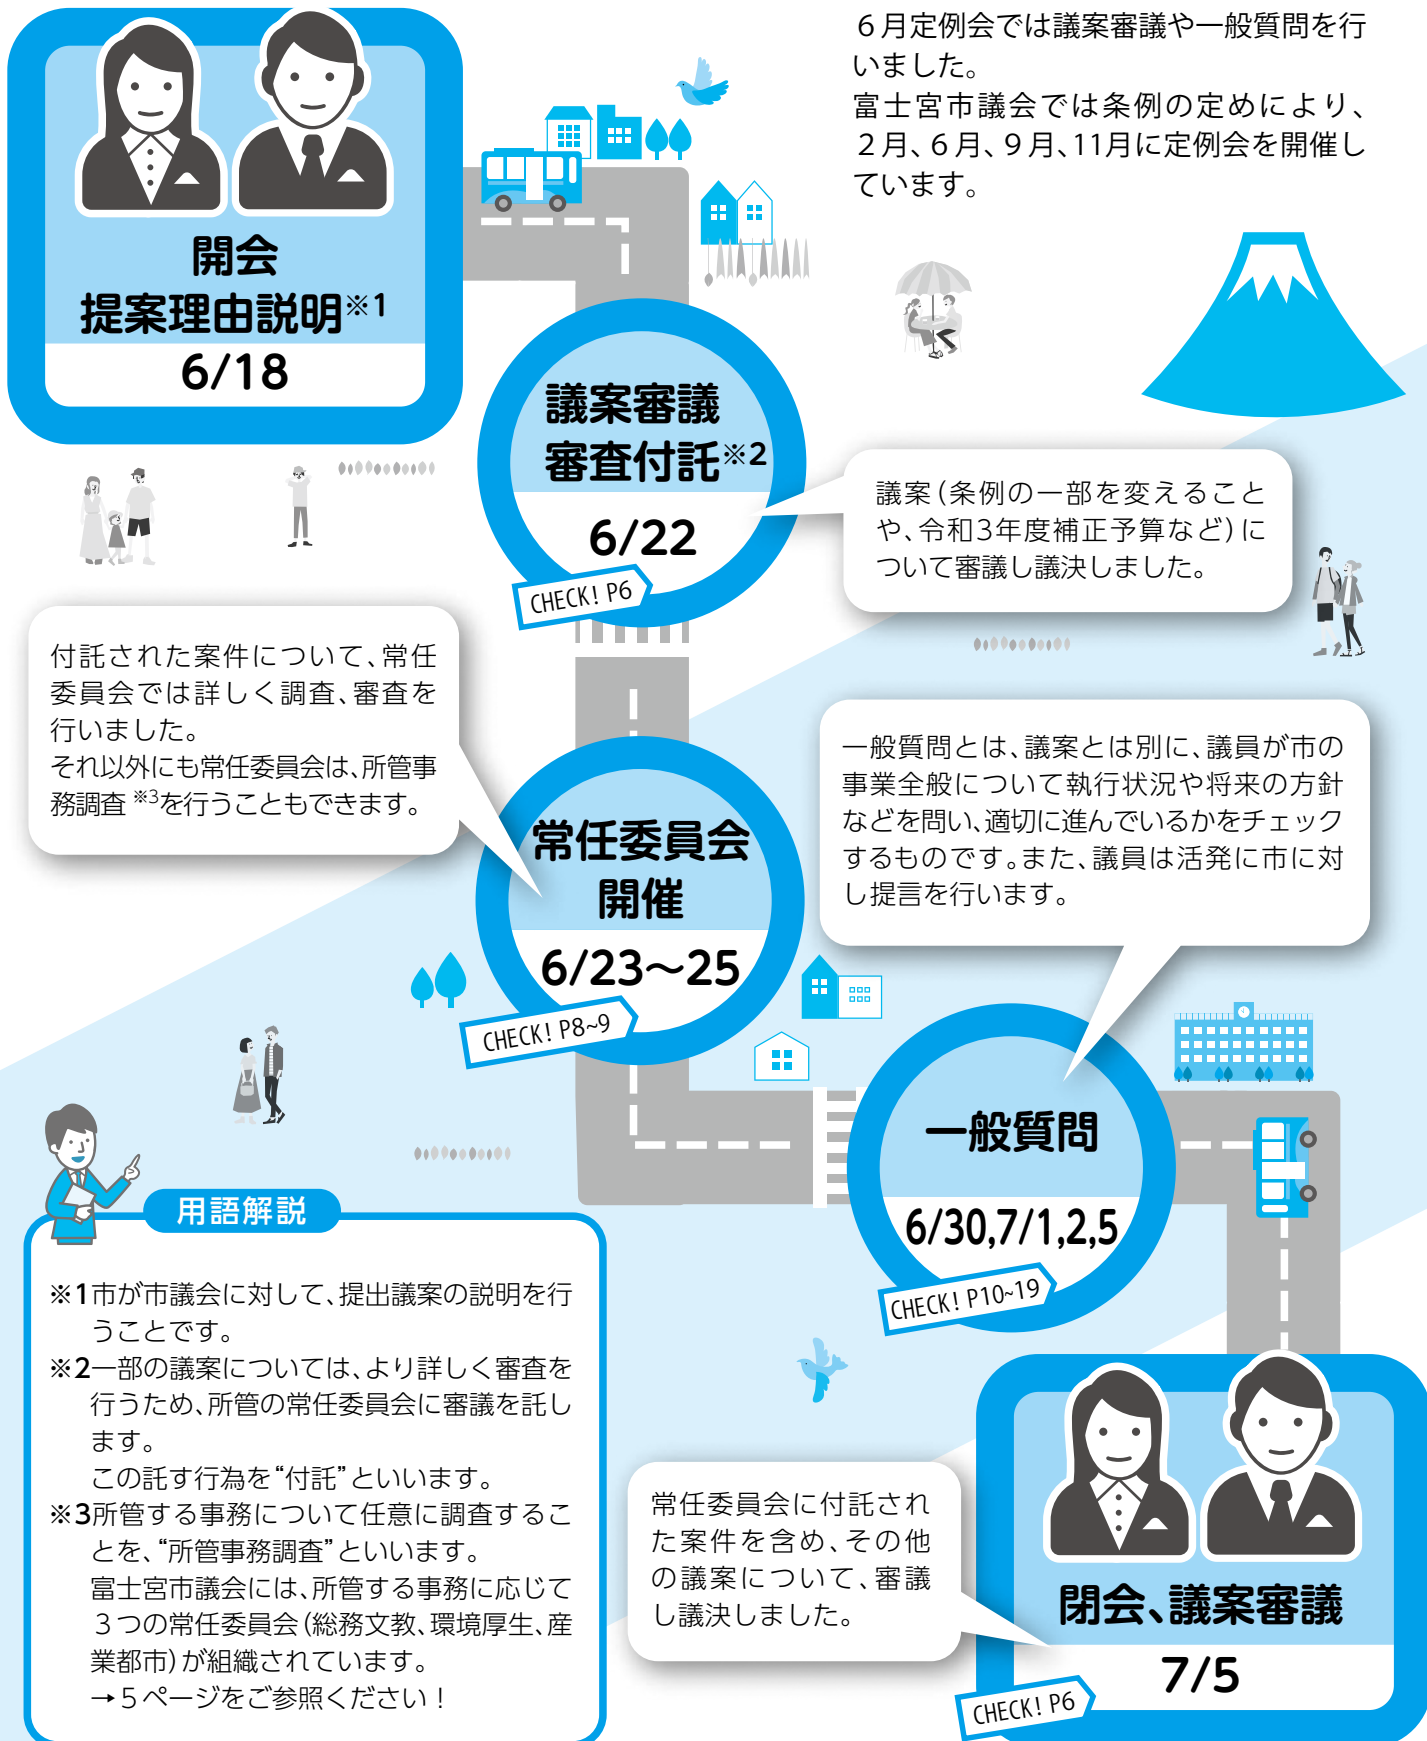 ６月定例会では議案審議や一般質問を行
いました。
富士宮市議会では条例の定めにより、
２月、６月、９月、11月に定例会を開催し
ています。
開会
提案理由説明※1
6/18
議案審議
審査付託※2
6/22
CHECK! P6
議案(条例の一部を変えること
や、令和3年度補正予算など)に
ついて審議し議決しました。
付託された案件について、常任
委員会では詳しく調査、審査を
行いました。
それ以外にも常任委員会は、所管事
務調査※3を行うこともできます。
常任委員会
開催
6/23～25
CHECK! P8~9
一般質問とは、議案とは別に、議員が市の
事業全般について執行状況や将来の方針
などを問い、適切に進んでいるかをチェック
するものです。また、議員は活発に市に対
し提言を行います。
一般質問
6/30,7/1,2,5
CHECK! P10~19
用語解説
※1市が市議会に対して、提出議案の説明を行
うことです。
※2一部の議案については、より詳しく審査を
行うため、所管の常任委員会に審議を託し
ます。
この託す行為を“付託”といいます。
※3所管する事務について任意に調査するこ
とを、“所管事務調査”といいます。
富士宮市議会には、所管する事務に応じて
３つの常任委員会(総務文教、環境厚生、産
業都市)が組織されています。
→５ページをご参照ください！
常任委員会に付託され
た案件を含め、その他
の議案について、審議
し議決しました。
閉会、議案審議
7/5
CHECK! P6